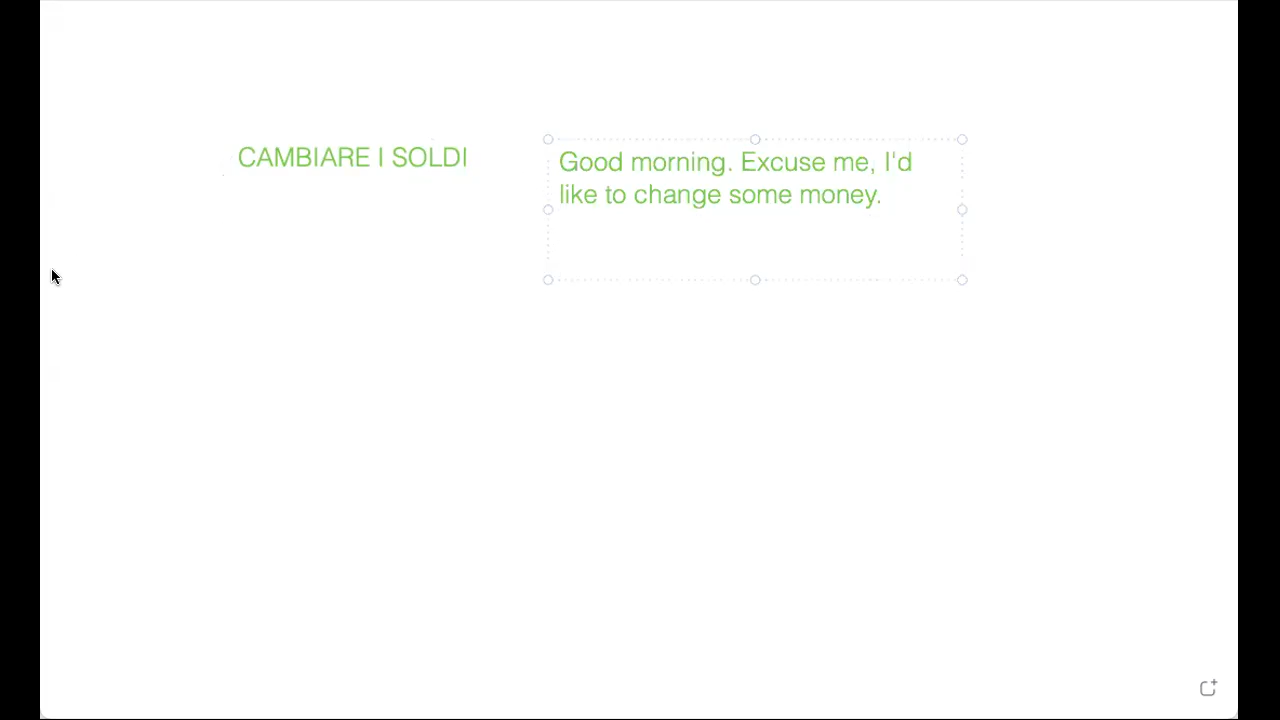 CAMBIARE I SOLDI
Good morning. Excuse me, I'd
like to change some money.